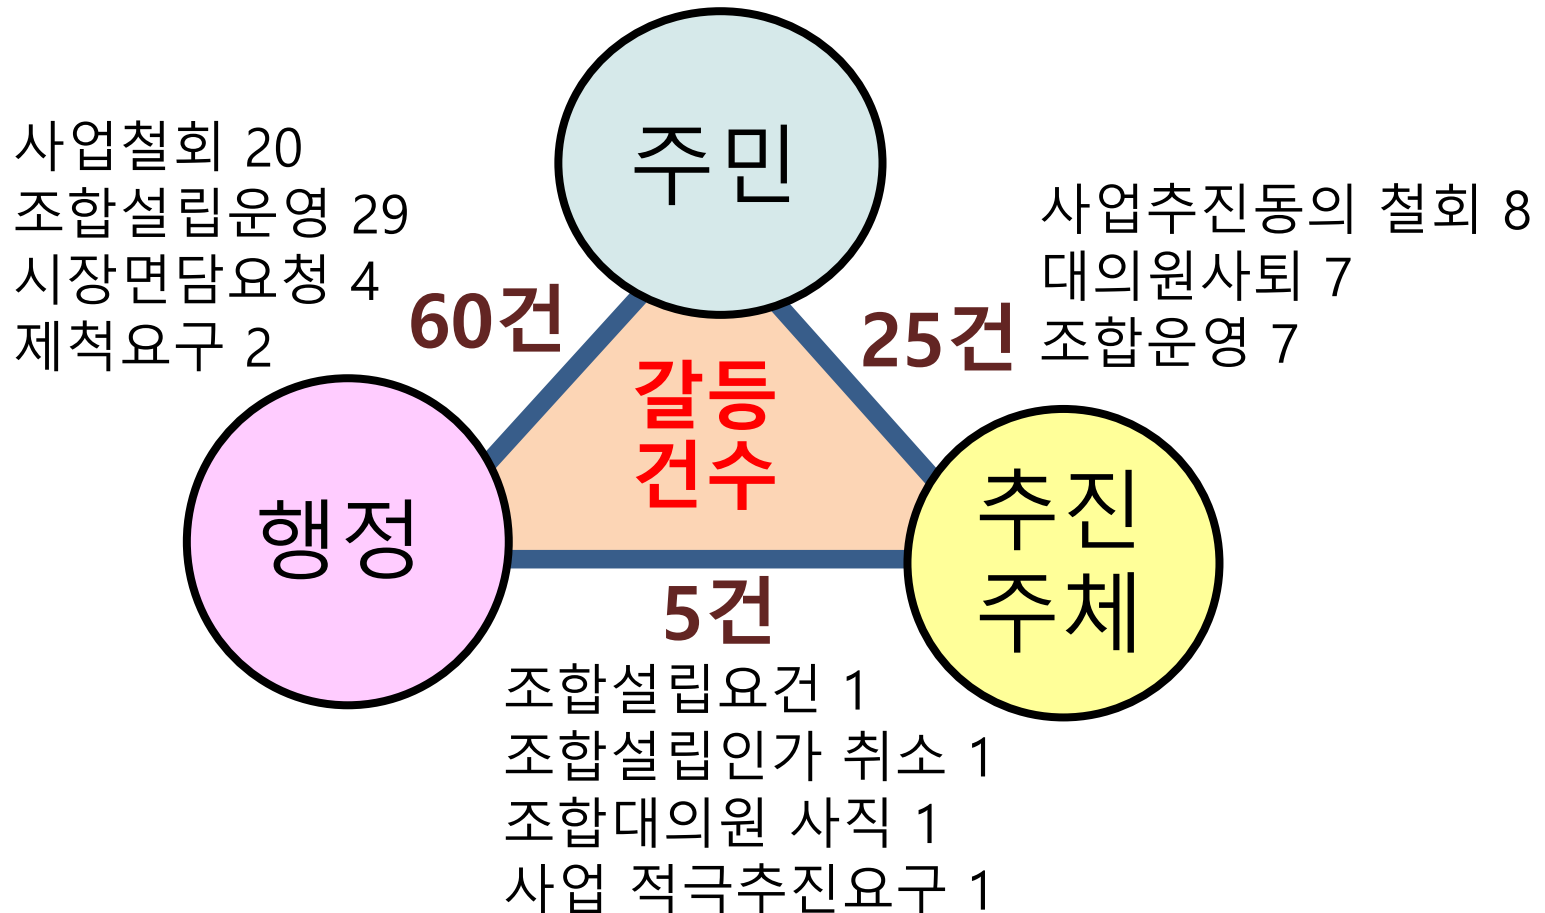 주민
사업철회 20
조합설립운영 29
시장면담요청 4
제척요구 2
60건
사업추진동의 철회 8
대의원사퇴 7
조합운영 7
25건
갈등
건수
행정
추진
주체
5건
조합설립요건 1
조합설립인가 취소 1
조합대의원 사직 1
사업 적극추진요구 1